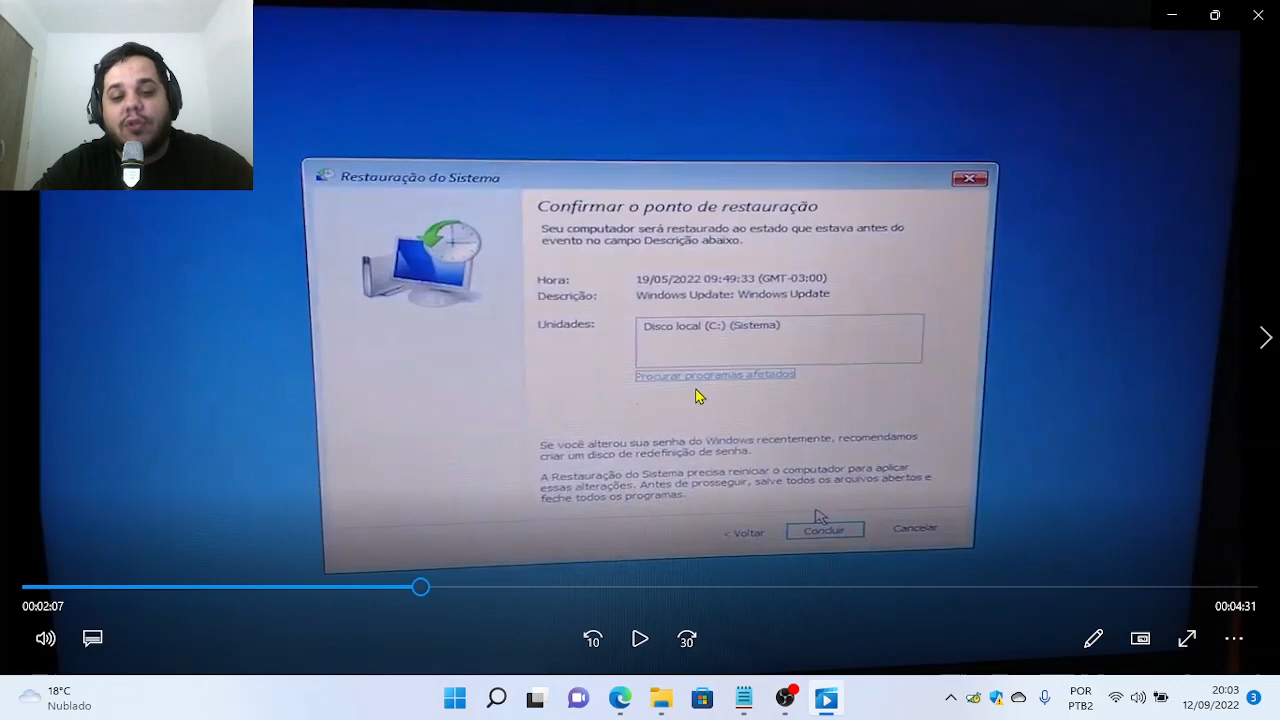 Restauração do Sistema
Confirmar o ponto de restauração
Seu computador será restaurado ao estado que estava antes do
evento no campo Descrição abaixo.
Hora: 19/05/2022 09:49:33 (GMT-03:00)
Descrição: Windows Update: Windows Update
Unidades: Disco local (C:) (Sistema)
Procurar programas afetados
Se você alterou sua senha do Windows recentemente, recomendamos
criar um disco de redefinição de senha.
A Restauração do Sistema precisa reiniciar o computador para aplicar
essas alterações. Antes de prosseguir, salve todos os arquivos abertos e
feche todos os programas.
< Voltar Concluir Cancelar
00:02:07 00:04:31
10 30
18°C
Nublado
POR
PTB2
20:03
12/09/2022
3